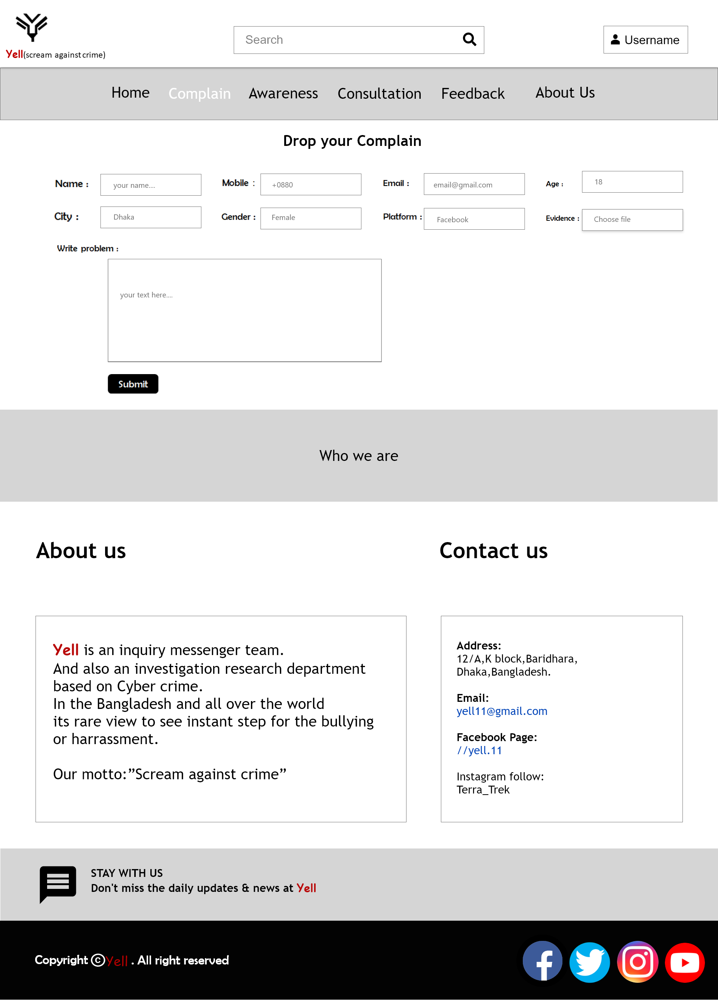 Yell(scream against crime)
Search
Username
Home Complain Awareness Consultation Feedback About Us
Drop your Complain
Name : your name.... Mobile : +0880 Email : email@gmail.com Age : 18
City : Dhaka Gender : Female Platform : Facebook Evidence : Choose file
Write problem :
your text here....
Submit
Who we are
About us
Yell is an inquiry messenger team.
And also an investigation research department
based on Cyber crime.
In the Bangladesh and all over the world
its rare view to see instant step for the bullying
or harrassment.
Our motto:”Scream against crime”
Contact us
Address:
12/A,K block,Baridhara,
Dhaka,Bangladesh.
Email:
yell11@gmail.com
Facebook Page:
//yell.11
Instagram follow:
Terra_Trek
STAY WITH US
Don't miss the daily updates & news at Yell
Copyright ©Yell . All right reserved